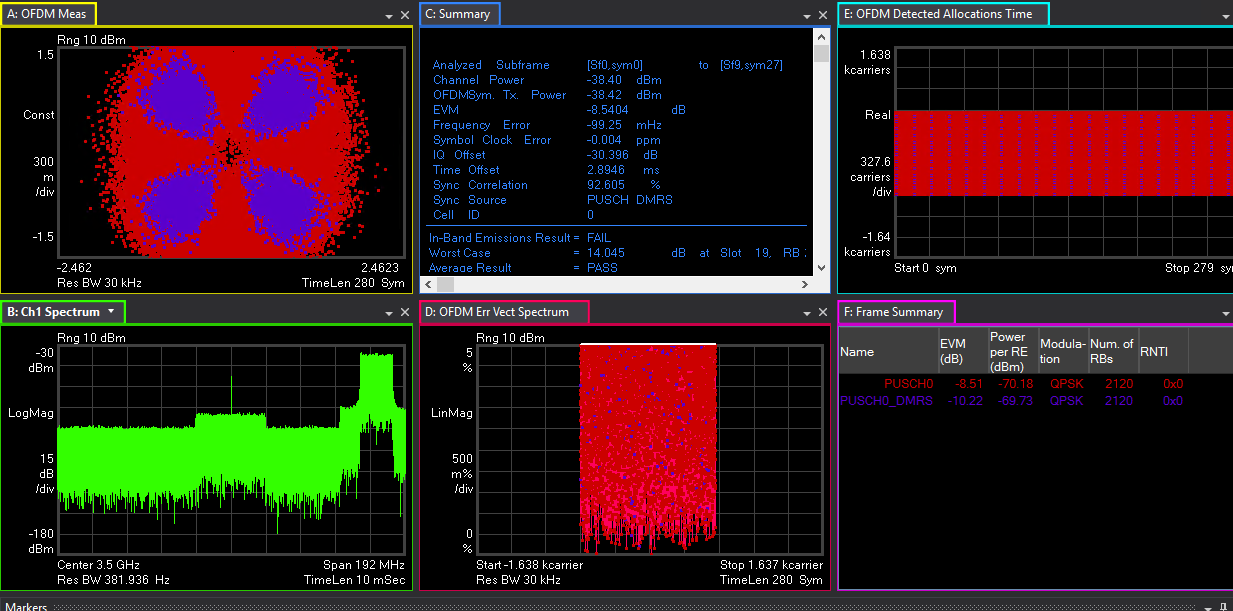 A: OFDM Meas
Rng 10 dBm
1.5
Const
300
m
/div
-1.5
-2.462
2.4623
Res BW 30 kHz
TimeLen 280 Sym
C: Summary
Analyzed Subframe [Sf0,sym0] to [Sf9,sym27]
Channel Power -38.40 dBm
OFDMSym. Tx. Power -38.42 dBm
EVM -8.5404 dB
Frequency Error -99.25 mHz
Symbol Clock Error -0.004 ppm
IQ Offset -30.396 dB
Time Offset 2.8946 ms
Sync Correlation 92.605 %
Sync Source PUSCH DMRS
Cell ID 0
In-Band Emissions Result = FAIL
Worst Case = 14.045 dB at Slot 19, RB
Average Result = PASS
E: OFDM Detected Allocations Time
1.638
kcarriers
Real
327.6
carriers
/div
-1.64
kcarriers
Start 0 sym
Stop 279 sy
B: Ch1 Spectrum
Rng 10 dBm
-30
dBm
LogMag
15
dB
/div
-180
dBm
Center 3.5 GHz
Span 192 MHz
Res BW 381.936 Hz
TimeLen 10 mSec
D: OFDM Err Vect Spectrum
Rng 10 dBm
5
%
LinMag
500
m%
/div
0
%
Start -1.638 kcarrier
Stop 1.637 kcarrier
Res BW 30 kHz
TimeLen 280 Sym
F: Frame Summary
Name EVM (dB) Power per RE (dBm) Modula-tion Num. of RBs RNTI
PUSCH0 -8.51 -70.18 QPSK 2120 0x0
PUSCH0_DMRS -10.22 -69.73 QPSK 2120 0x0
Markers